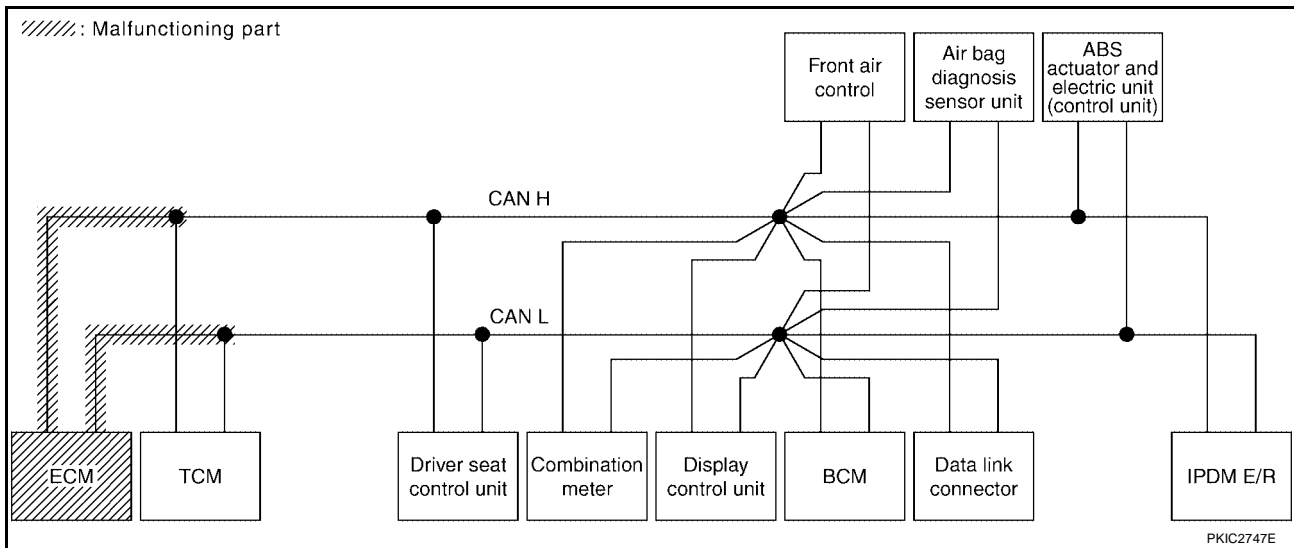 : Malfunctioning part
Front air
control
Air bag
diagnosis
sensor unit
ABS
actuator and
electric unit
(control unit)
CAN H
CAN L
ECM
TCM
Driver seat
control unit
Combination
meter
Display
control unit
BCM
Data link
connector
IPDM E/R
PKIC2747E